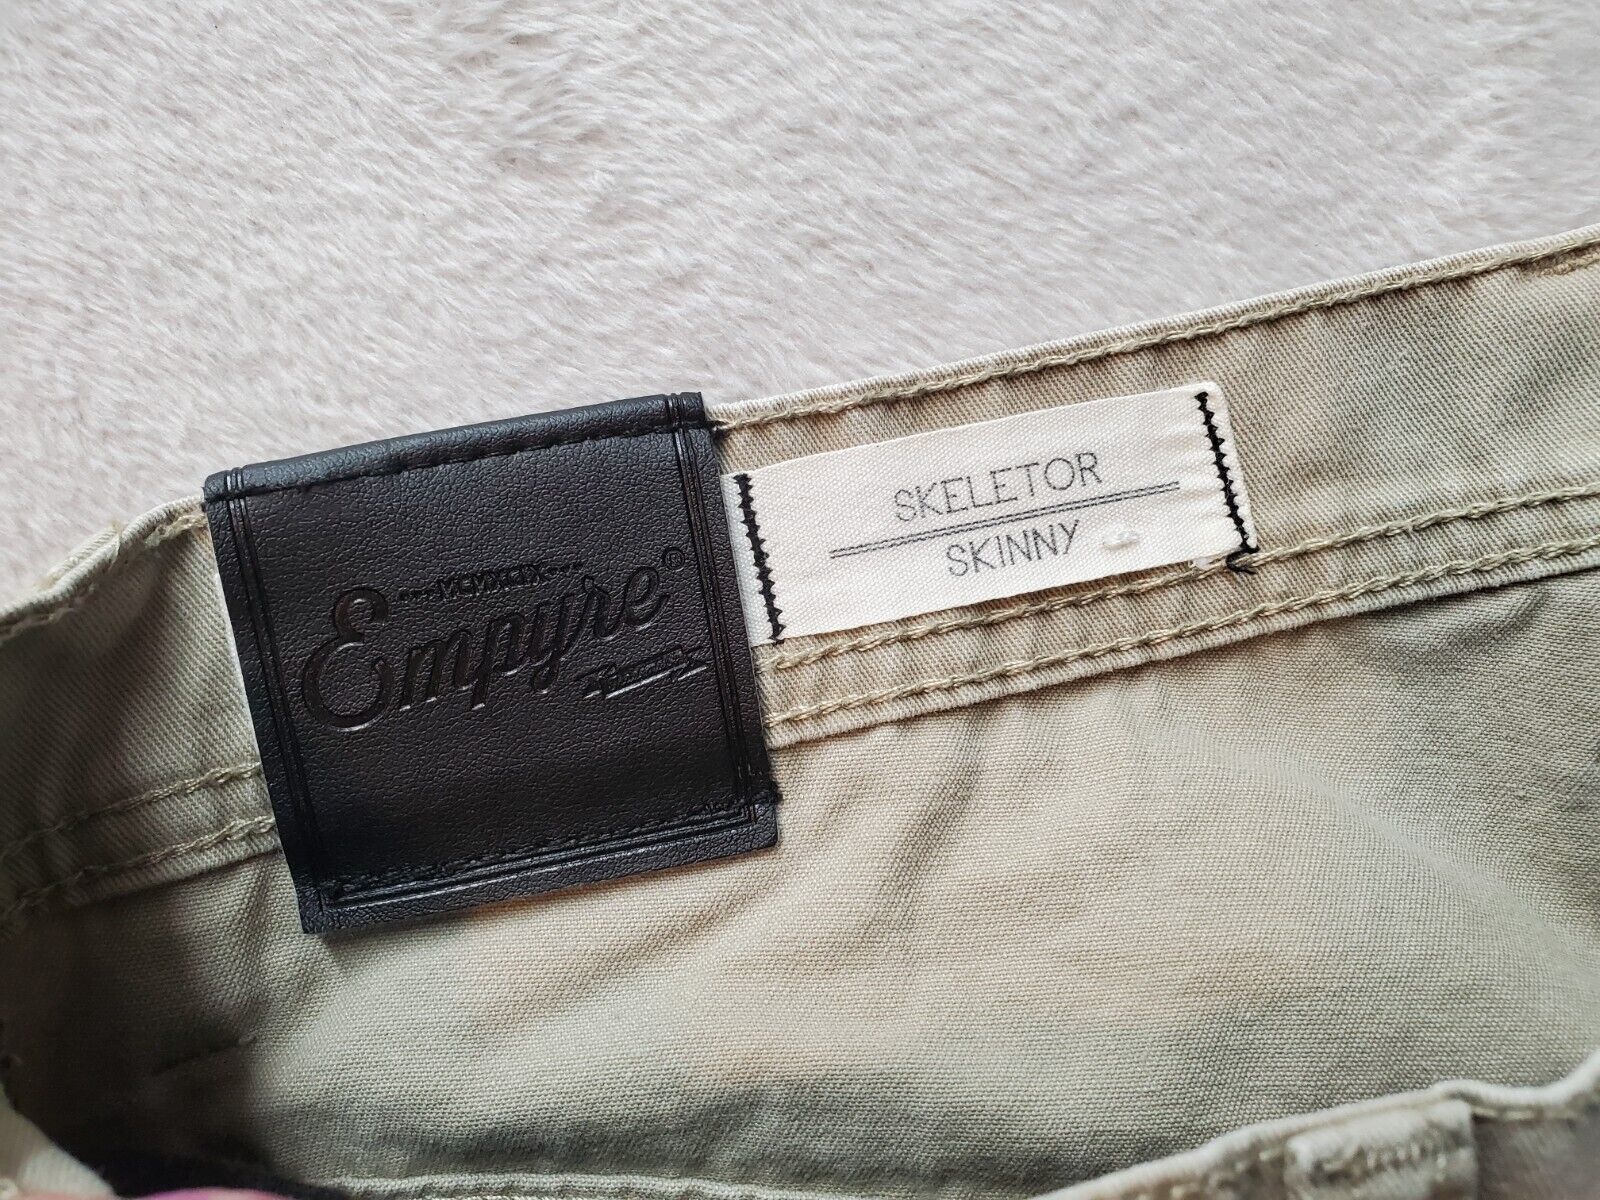 ···MCMXCIX···
Empyre®
SKELETOR
SKINNY